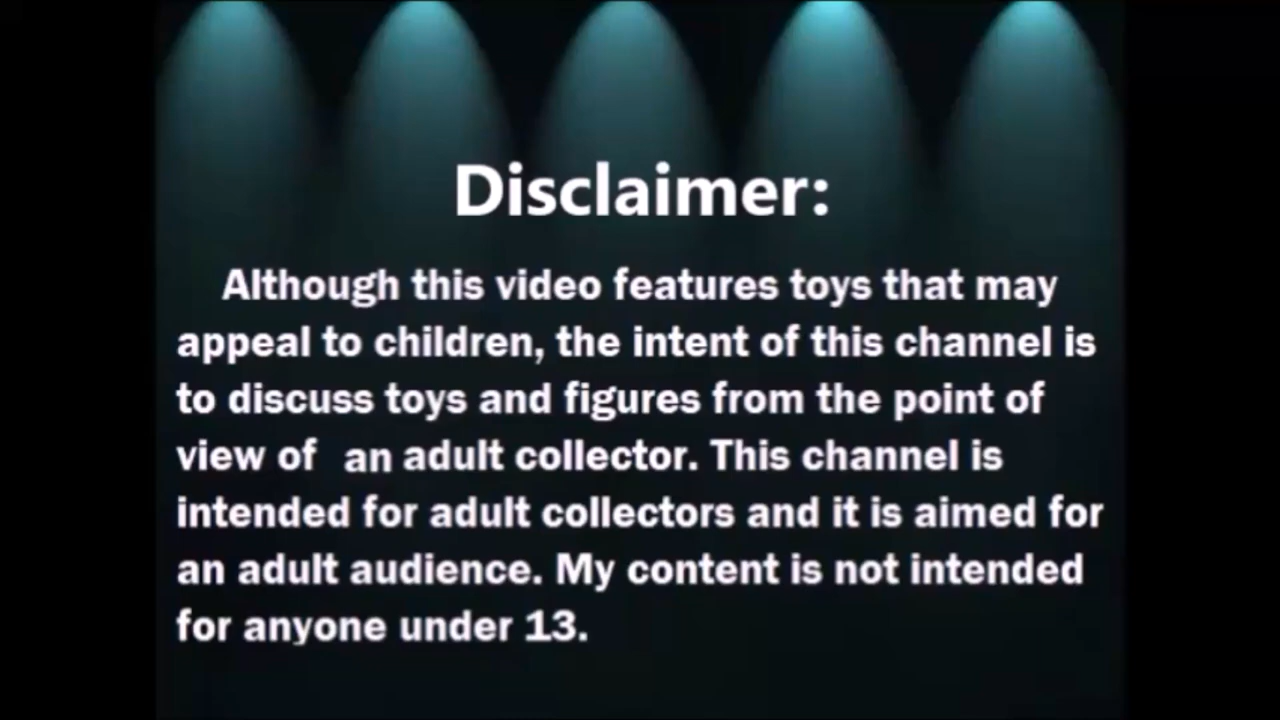 Disclaimer:
Although this video features toys that may
appeal to children, the intent of this channel is
to discuss toys and figures from the point of
view of an adult collector. This channel is
intended for adult collectors and it is aimed for
an adult audience. My content is not intended
for anyone under 13.